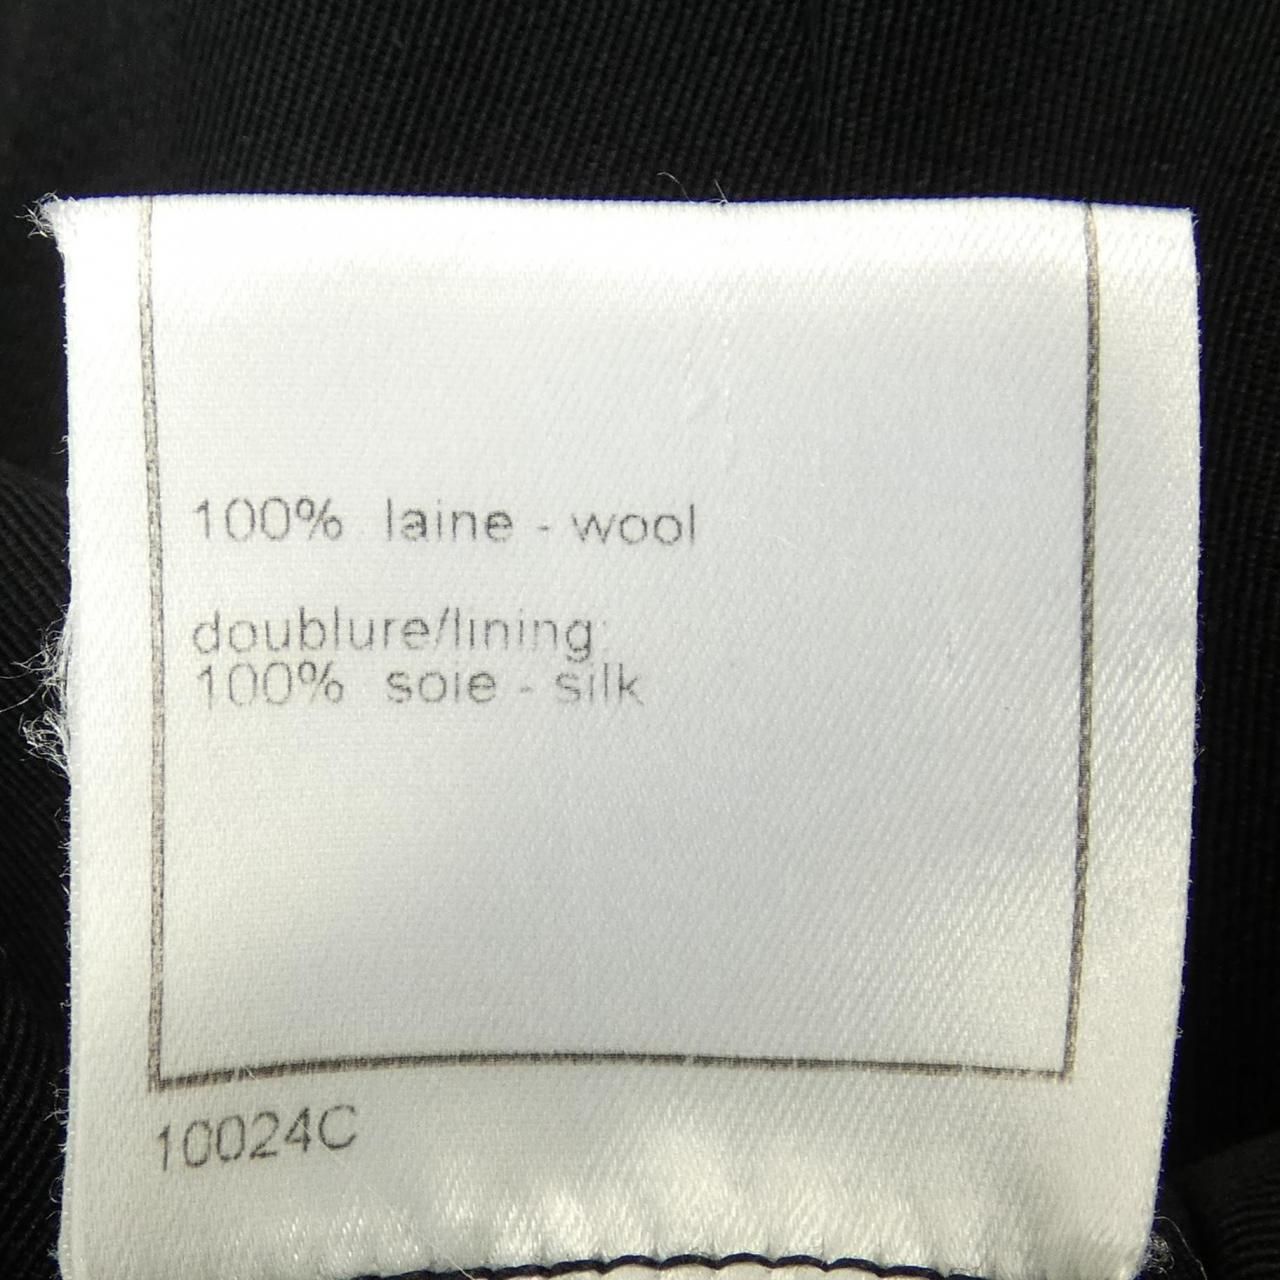 100% laine - wool
doublure/lining:
100% soie - silk
10024C